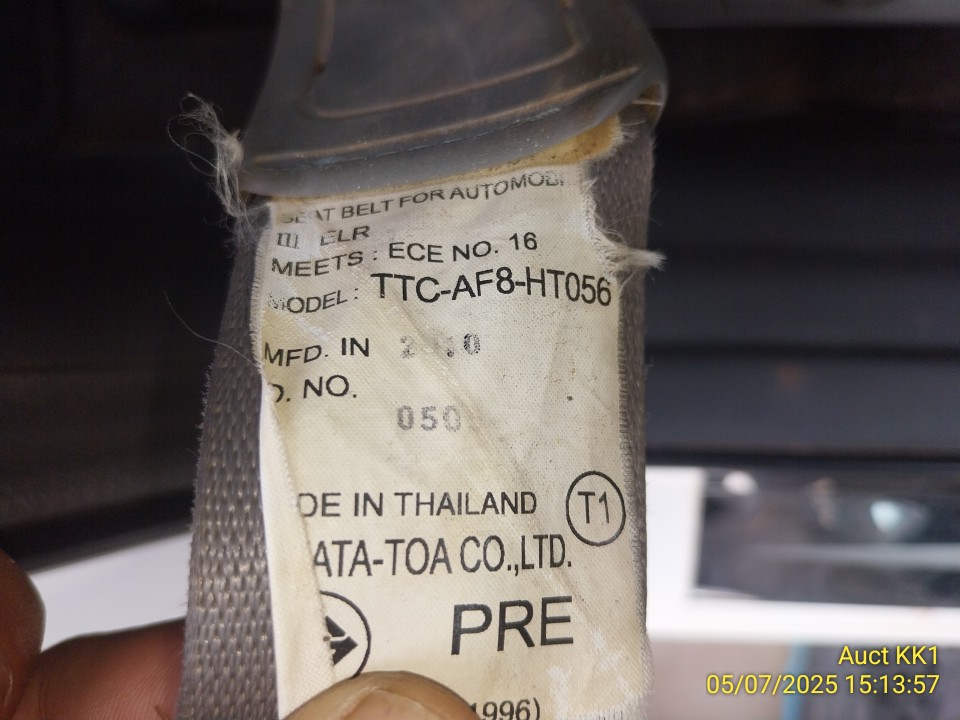 SEAT BELT FOR AUTOMOBI
III ELR
MEETS : ECE NO. 16
MODEL : TTC-AF8-HT056
MFD. IN
O. NO.
050
DE IN THAILAND T1
ATA-TOA CO.,LTD.
PRE
1996)
Auct KK1
05/07/2025 15:13:57